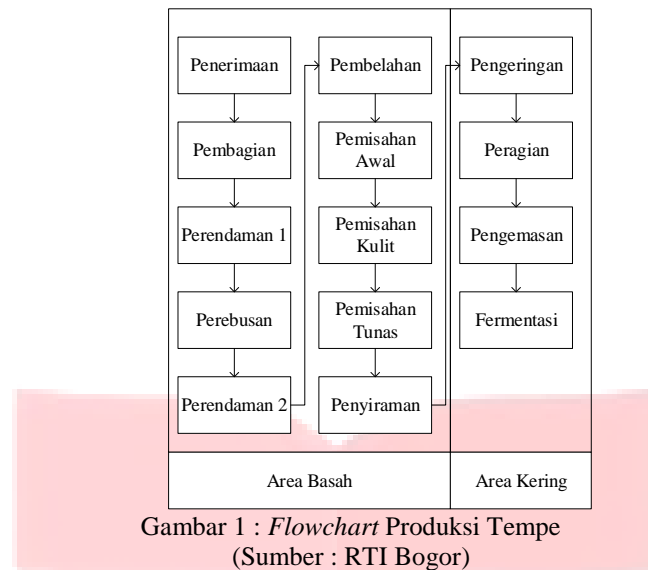 Penerimaan
Pembagian
Perendaman 1
Perebusan
Perendaman 2
Pembelahan
Pemisahan
Awal
Pemisahan
Kulit
Pemisahan
Tunas
Penyiraman
Pengeringan
Peragian
Pengemasan
Fermentasi
Area Basah
Area Kering
Gambar 1 : Flowchart Produksi Tempe
(Sumber : RTI Bogor)